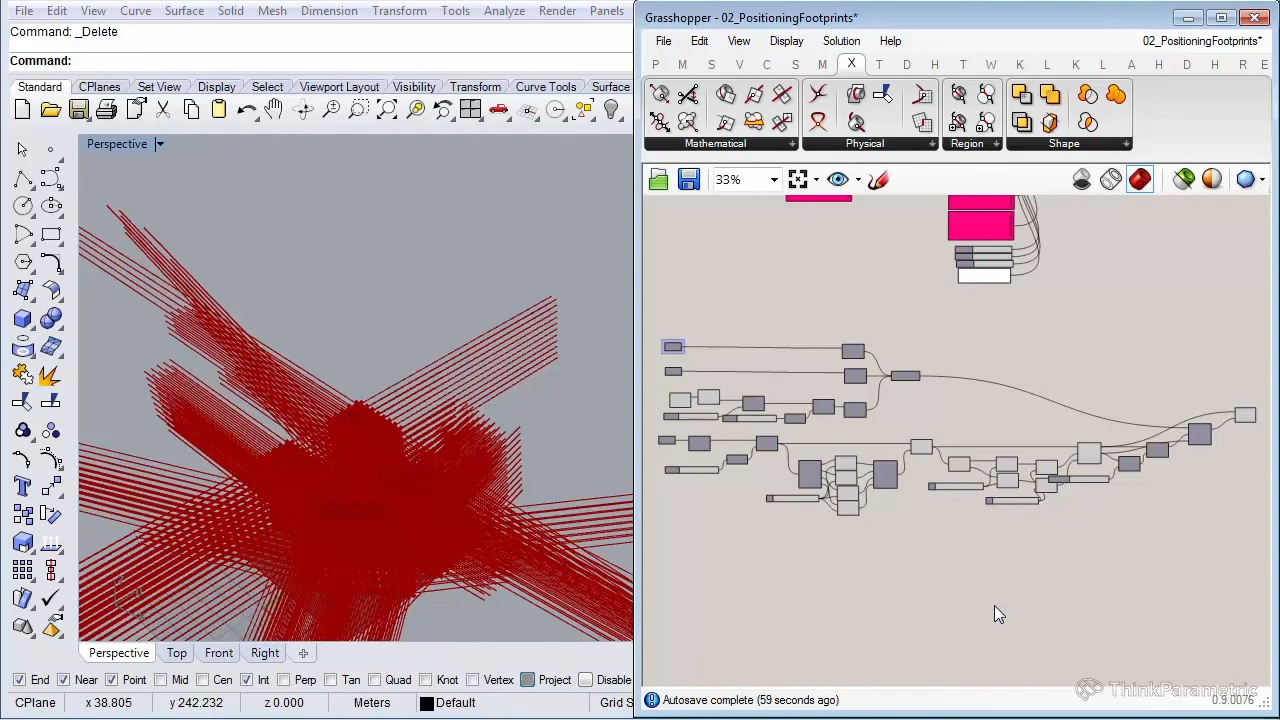 File Edit View Curve Surface Solid Mesh Dimension Transform Tools Analyze Render Panels
Command: _Delete
Command:
Standard CPlanes Set View Display Select Viewport Layout Visibility Transform Curve Tools Surface
Perspective
Perspective Top Front Right
End Near Point Mid Cen Int Perp Tan Quad Knot Vertex Project Disable
CPlane x 38.805 y 242.232 z 0.000 Meters Default Grid S
Grasshopper - 02_PositioningFootprints*
File Edit View Display Solution Help 02_PositioningFootprints*
P M S V C S M X T D H T W K L L A D H R E
Mathematical Physical Region Shape
33%
ThinkParametric
Autosave complete (59 seconds ago) 0.9.0076